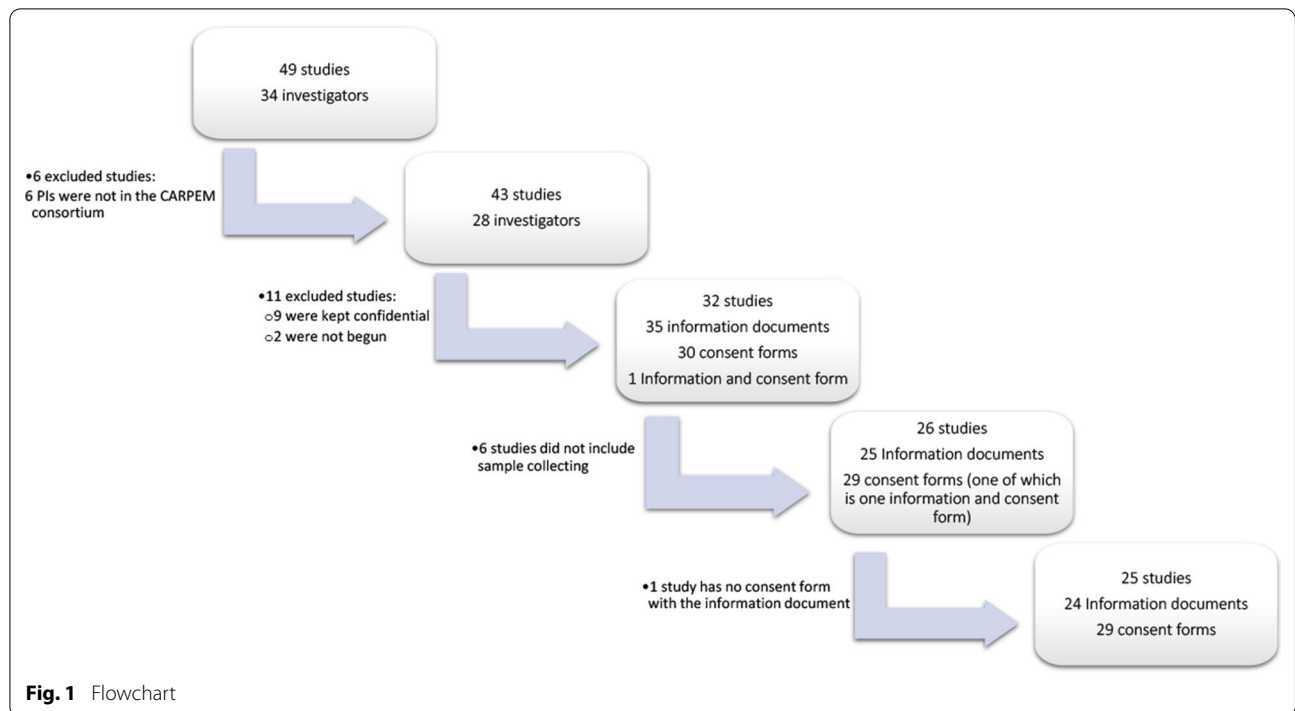 49 studies
34 investigators
•6 excluded studies:
6 PIs were not in the CARPEM
consortium
43 studies
28 investigators
•11 excluded studies:
o9 were kept confidential
o2 were not begun
32 studies
35 information documents
30 consent forms
1 Information and consent form
•6 studies did not include
sample collecting
26 studies
25 Information documents
29 consent forms (one of which
is one information and consent
form)
•1 study has no consent form
with the information document
25 studies
24 Information documents
29 consent forms
Fig. 1 Flowchart